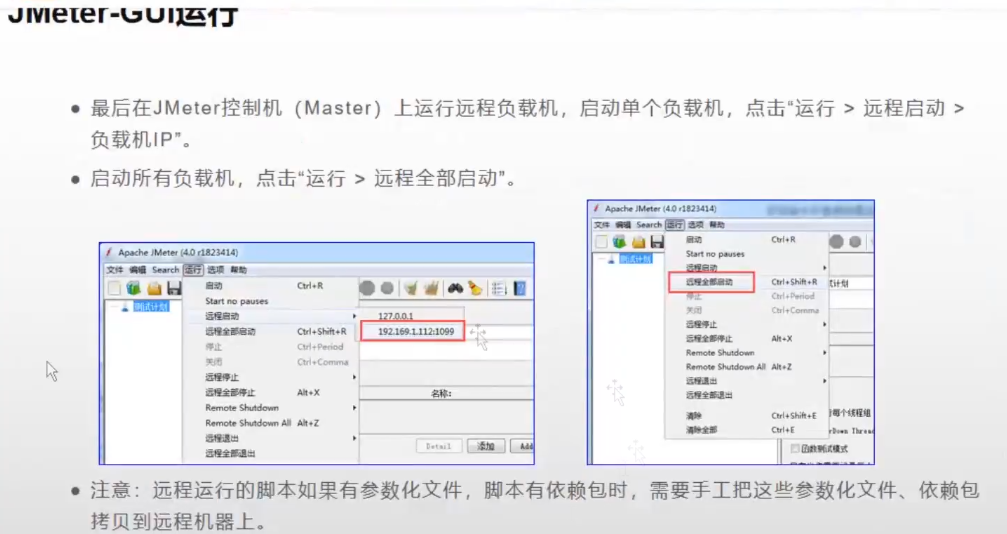 JMeter-GUI运行
● 最后在JMeter控制机（Master）上运行远程负载机，启动单个负载机，点击“运行 > 远程启动 >
负载机IP”。
● 启动所有负载机，点击“运行 > 远程全部启动”。
Apache JMeter (4.0 r1823414)
文件 编辑 Search 运行 选项 帮助
测试计划
启动 Ctrl+R
Start no pauses
远程启动
127.0.0.1
远程全部启动 Ctrl+Shift+R
192.169.1.112:1099
停止 Ctrl+Period
关闭 Ctrl+Comma
远程停止
远程全部停止 Alt+X
名称:
Remote Shutdown
Remote Shutdown All Alt+Z
远程退出
Detail 添加 Add
远程全部退出
Apache JMeter (4.0 r1823414)
文件 编辑 Search 运行 选项 帮助
测试计划
启动 Ctrl+R
Start no pauses
远程启动
远程全部启动 Ctrl+Shift+R
停止 Ctrl+Period
关闭 Ctrl+Comma
远程停止
远程全部停止 Alt+X
Remote Shutdown
Remote Shutdown All Alt+Z
远程退出
远程全部退出
清除 Ctrl+Shift+E
清除全部 Ctrl+E
计划
每个线程组
Down Thread
函数测试模式
● 注意：远程运行的脚本如果有参数化文件，脚本有依赖包时，需要手工把这些参数化文件、依赖包
拷贝到远程机器上。